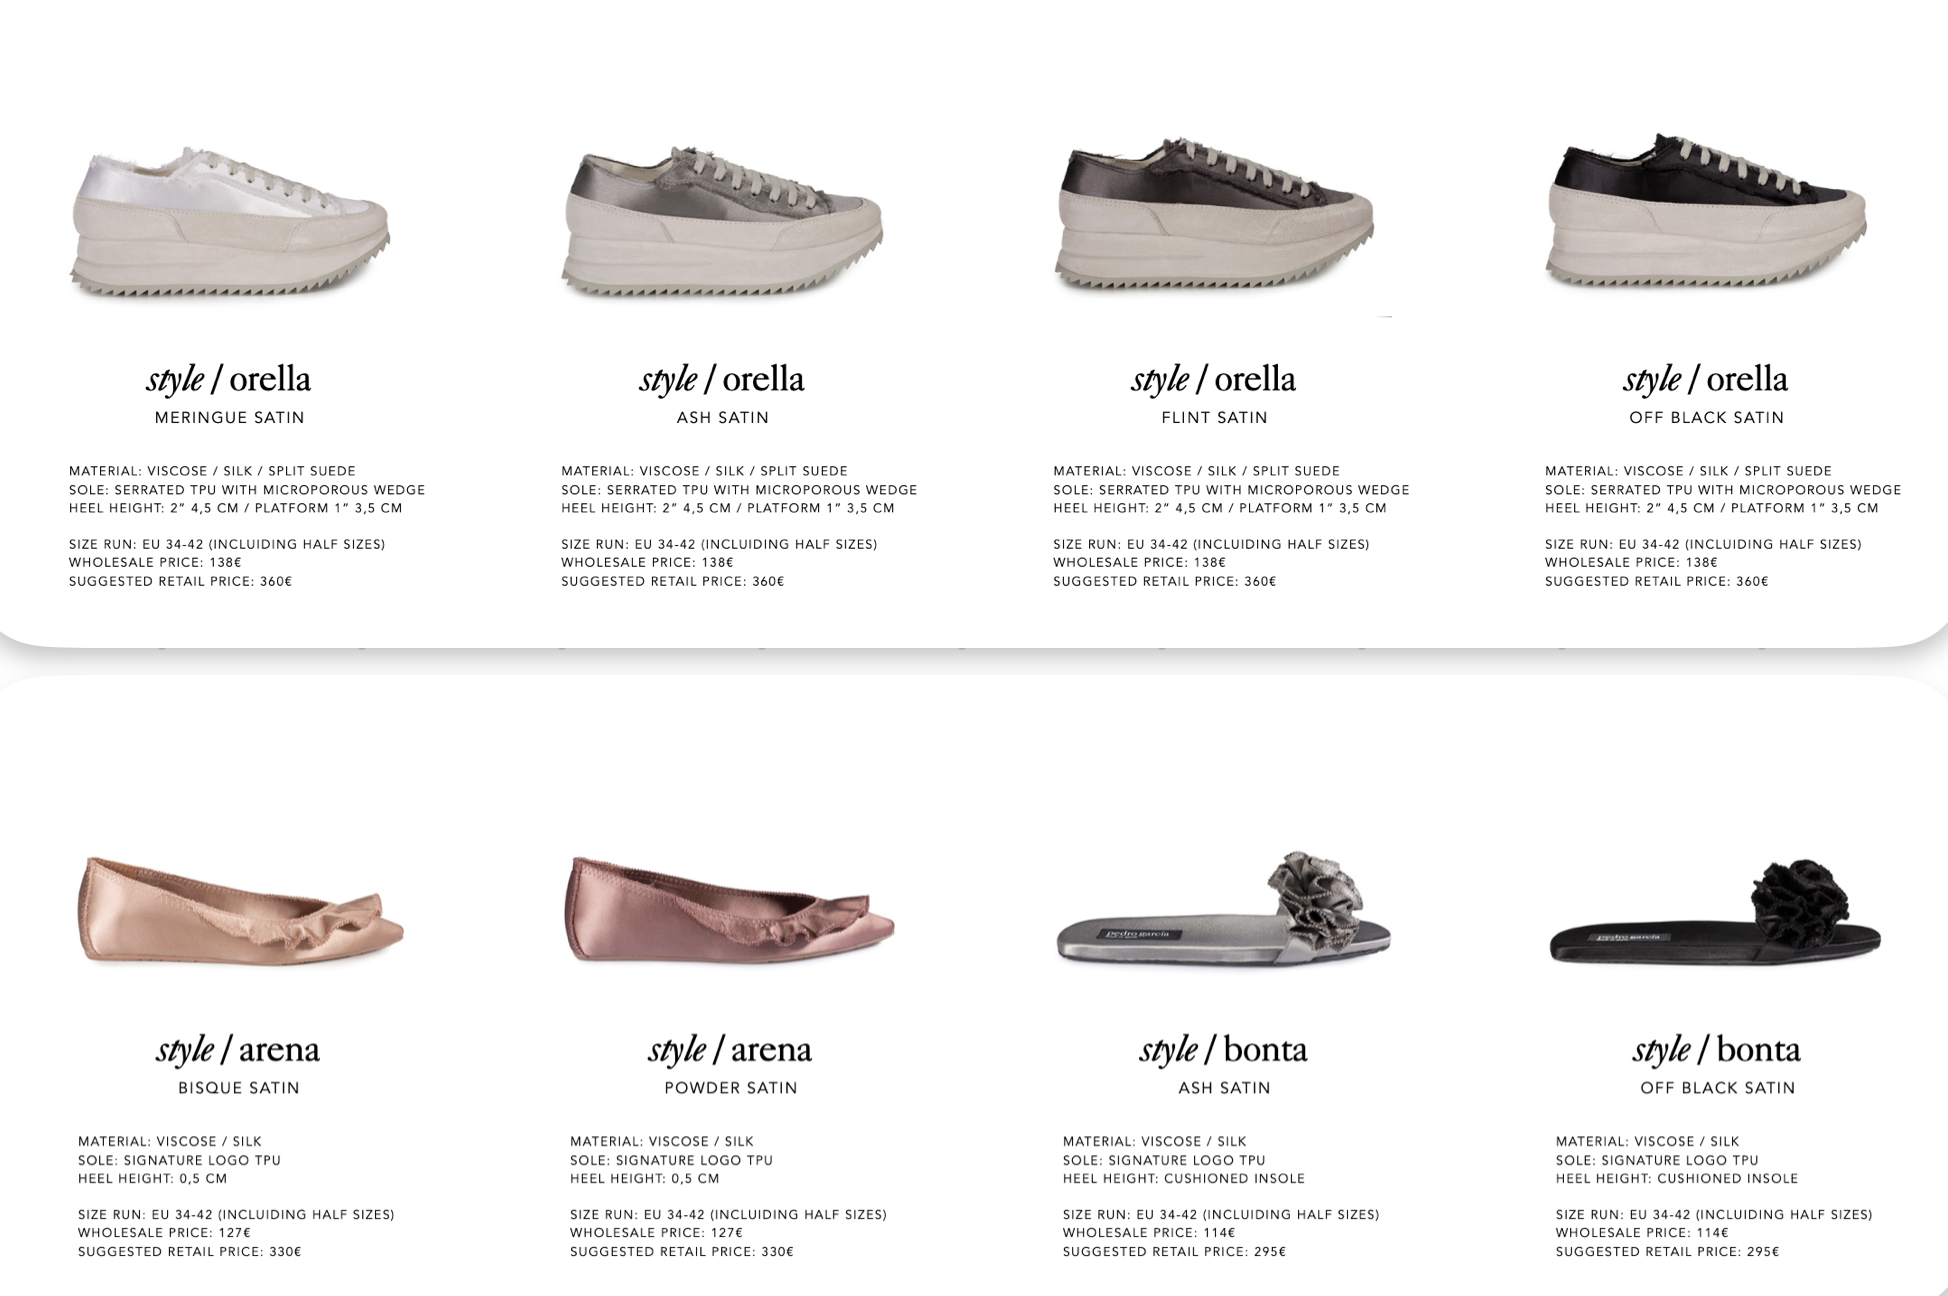 style / orella
MERINGUE SATIN
MATERIAL: VISCOSE / SILK / SPLIT SUEDE
SOLE: SERRATED TPU WITH MICROPOROUS WEDGE
HEEL HEIGHT: 2” 4,5 CM / PLATFORM 1” 3,5 CM
SIZE RUN: EU 34-42 (INCLUIDING HALF SIZES)
WHOLESALE PRICE: 138€
SUGGESTED RETAIL PRICE: 360€
style / orella
ASH SATIN
MATERIAL: VISCOSE / SILK / SPLIT SUEDE
SOLE: SERRATED TPU WITH MICROPOROUS WEDGE
HEEL HEIGHT: 2” 4,5 CM / PLATFORM 1” 3,5 CM
SIZE RUN: EU 34-42 (INCLUIDING HALF SIZES)
WHOLESALE PRICE: 138€
SUGGESTED RETAIL PRICE: 360€
style / orella
FLINT SATIN
MATERIAL: VISCOSE / SILK / SPLIT SUEDE
SOLE: SERRATED TPU WITH MICROPOROUS WEDGE
HEEL HEIGHT: 2” 4,5 CM / PLATFORM 1” 3,5 CM
SIZE RUN: EU 34-42 (INCLUIDING HALF SIZES)
WHOLESALE PRICE: 138€
SUGGESTED RETAIL PRICE: 360€
style / orella
OFF BLACK SATIN
MATERIAL: VISCOSE / SILK / SPLIT SUEDE
SOLE: SERRATED TPU WITH MICROPOROUS WEDGE
HEEL HEIGHT: 2” 4,5 CM / PLATFORM 1” 3,5 CM
SIZE RUN: EU 34-42 (INCLUIDING HALF SIZES)
WHOLESALE PRICE: 138€
SUGGESTED RETAIL PRICE: 360€
style / arena
BISQUE SATIN
MATERIAL: VISCOSE / SILK
SOLE: SIGNATURE LOGO TPU
HEEL HEIGHT: 0,5 CM
SIZE RUN: EU 34-42 (INCLUIDING HALF SIZES)
WHOLESALE PRICE: 127€
SUGGESTED RETAIL PRICE: 330€
style / arena
POWDER SATIN
MATERIAL: VISCOSE / SILK
SOLE: SIGNATURE LOGO TPU
HEEL HEIGHT: 0,5 CM
SIZE RUN: EU 34-42 (INCLUIDING HALF SIZES)
WHOLESALE PRICE: 127€
SUGGESTED RETAIL PRICE: 330€
pedro garcía
style / bonta
ASH SATIN
MATERIAL: VISCOSE / SILK
SOLE: SIGNATURE LOGO TPU
HEEL HEIGHT: CUSHIONED INSOLE
SIZE RUN: EU 34-42 (INCLUIDING HALF SIZES)
WHOLESALE PRICE: 114€
SUGGESTED RETAIL PRICE: 295€
pedro garcía
style / bonta
OFF BLACK SATIN
MATERIAL: VISCOSE / SILK
SOLE: SIGNATURE LOGO TPU
HEEL HEIGHT: CUSHIONED INSOLE
SIZE RUN: EU 34-42 (INCLUIDING HALF SIZES)
WHOLESALE PRICE: 114€
SUGGESTED RETAIL PRICE: 295€